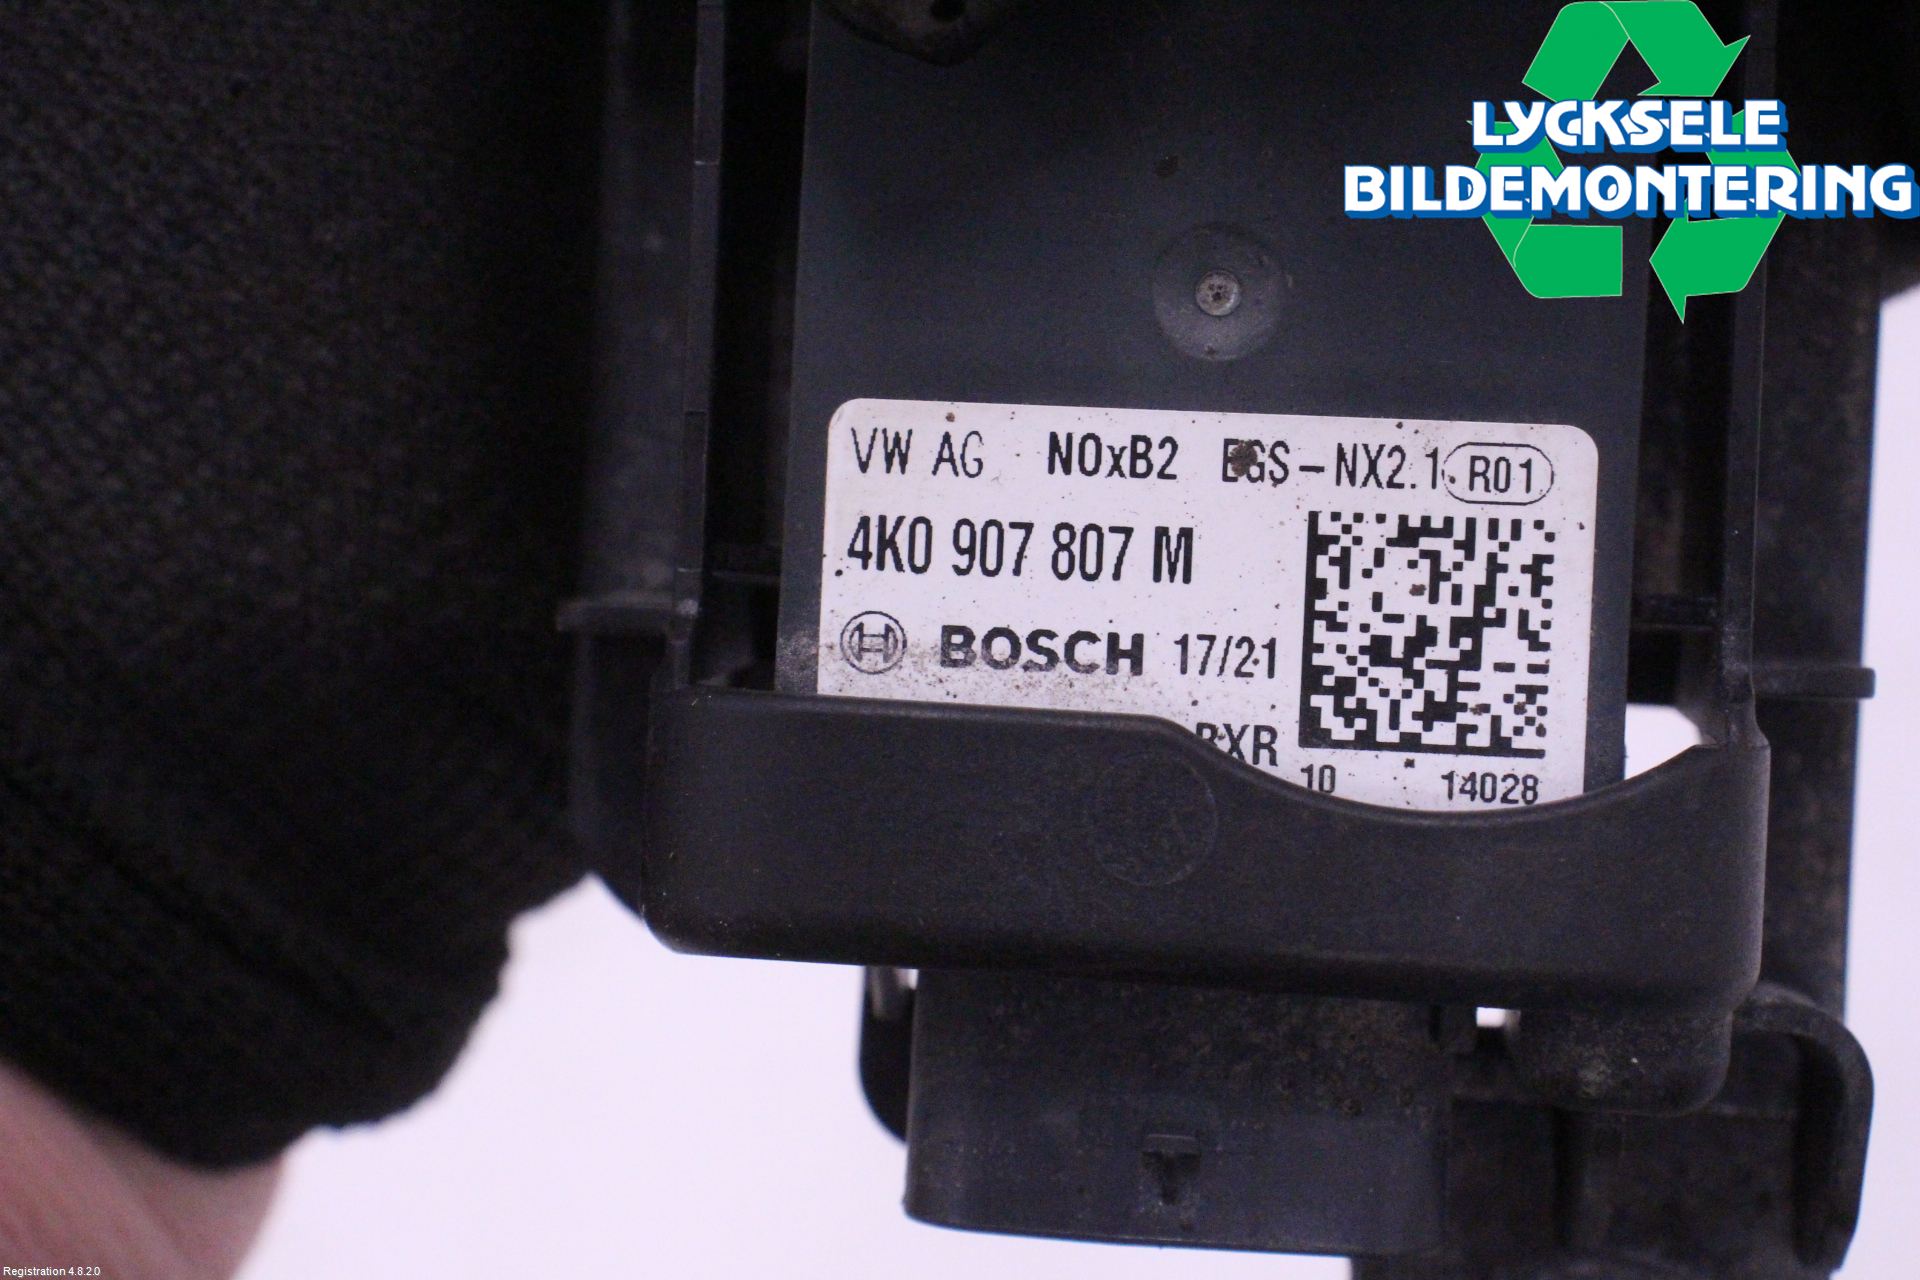 LYCKSELE
BILDEMONTERING
VW AG NOxB2 EGS-NX2.1 R01
4K0 907 807 M
BOSCH 17/21
BXR
10 14028
Registration 4.8.2.0